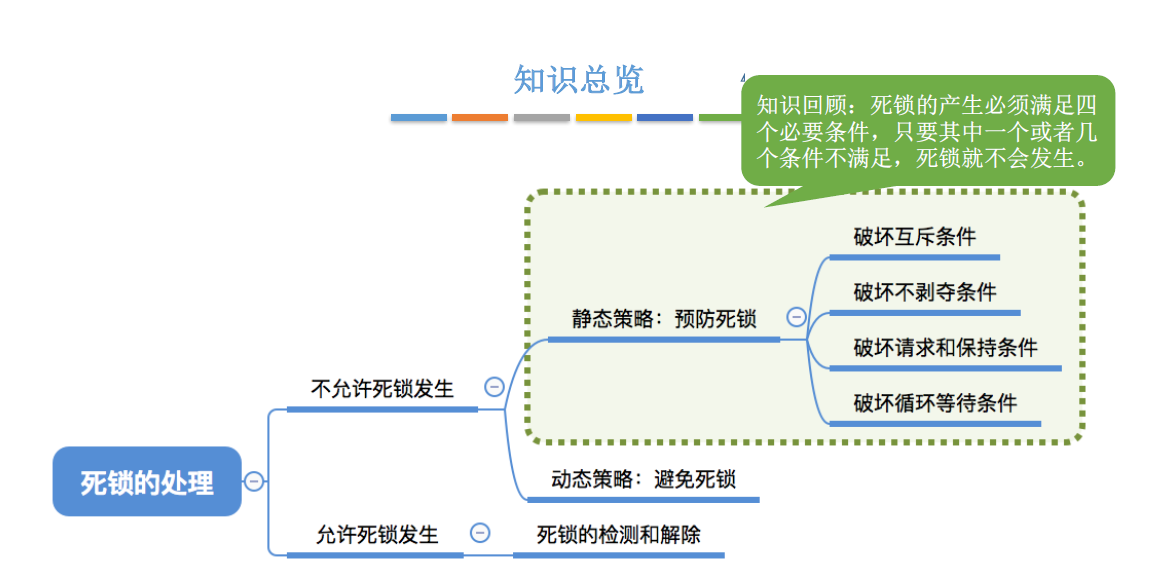 知识总览
知识回顾：死锁的产生必须满足四
个必要条件，只要其中一个或者几
个条件不满足，死锁就不会发生。
破坏互斥条件
破坏不剥夺条件
静态策略：预防死锁
破坏请求和保持条件
不允许死锁发生
破坏循环等待条件
死锁的处理
动态策略：避免死锁
允许死锁发生
死锁的检测和解除